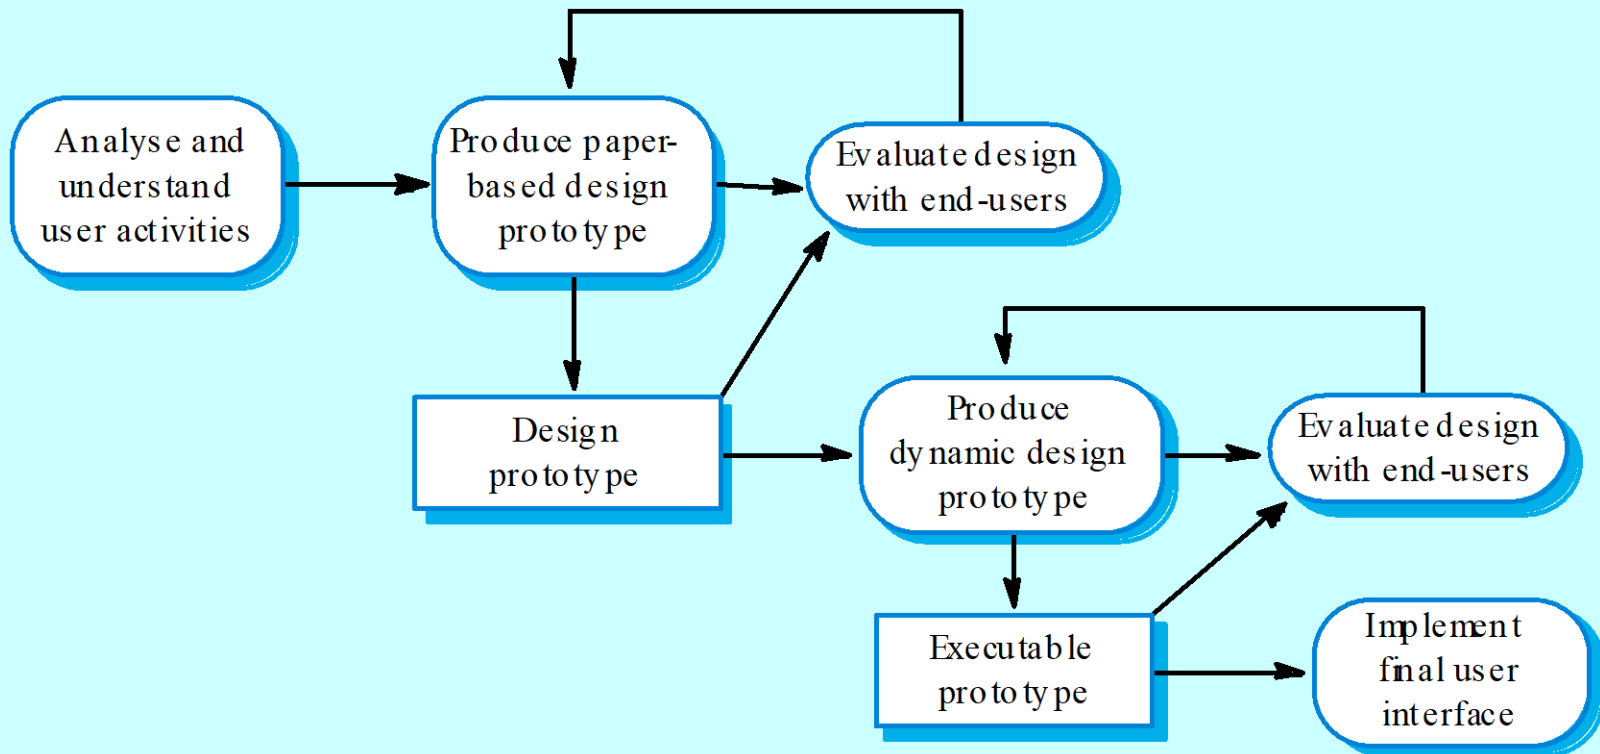 Analyse and
understand
user activities
Produce paper-
based design
prototype
Evaluate design
with end-users
Design
prototype
Produce
dynamic design
prototype
Evaluate design
with end-users
Executable
prototype
Implement
final user
interface